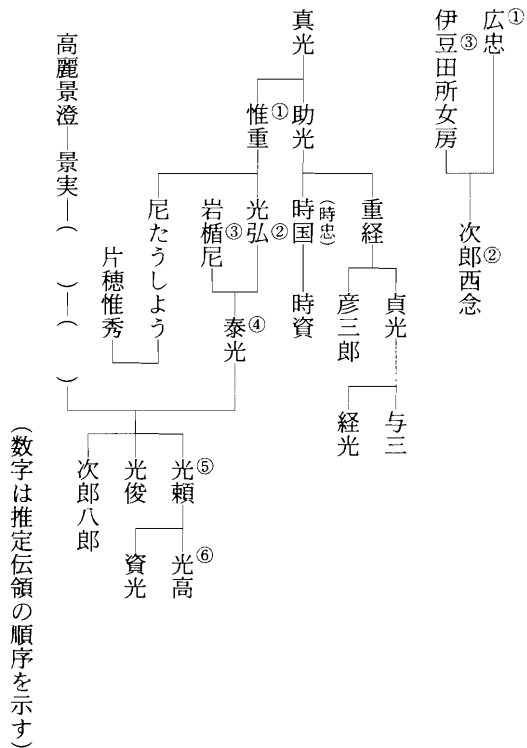 ①広忠
③伊豆田所女房
②次郎西念
真光
助光
①惟重
重経
時国(時忠)
②光弘
③岩楯尼
尼たうしよう
片穂惟秀
貞光
彦三郎
時資
④泰光
与三
経光
高麗景澄―景実―(　　)―(　　)
⑤光頼
光俊
次郎八郎
⑥光高
資光
(数字は推定伝領の順序を示す)